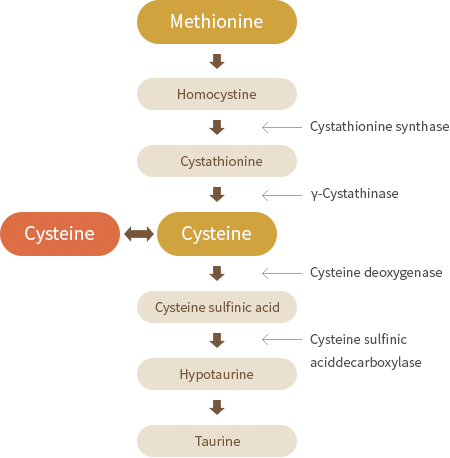 Methionine
Homocystine
Cystathionine synthase
Cystathionine
γ-Cystathinase
Cysteine
Cysteine
Cysteine deoxygenase
Cysteine sulfinic acid
Cysteine sulfinic
aciddecarboxylase
Hypotaurine
Taurine